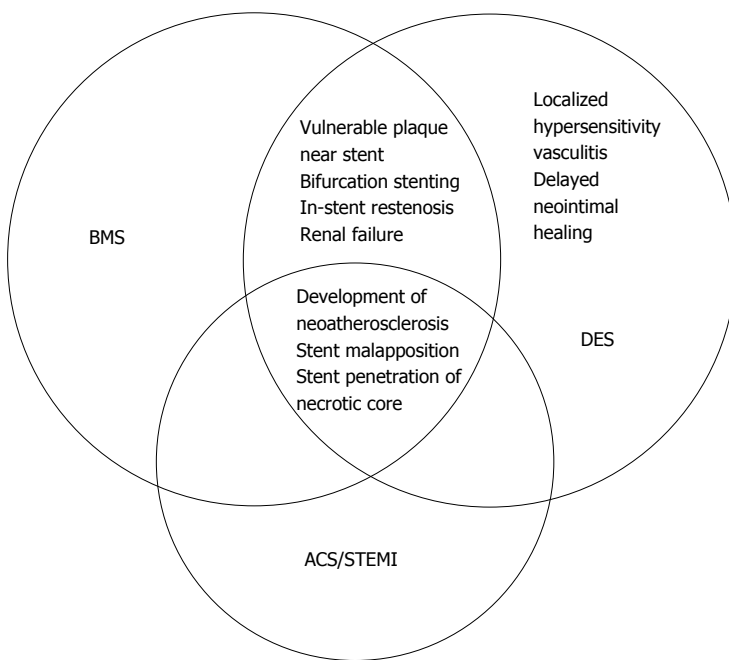 Localized
hypersensitivity
vasculitis
Delayed
neointimal
healing
Vulnerable plaque
near stent
Bifurcation stenting
In-stent restenosis
Renal failure
BMS
Development of
neoatherosclerosis
Stent malapposition
Stent penetration of
necrotic core
DES
ACS/STEMI